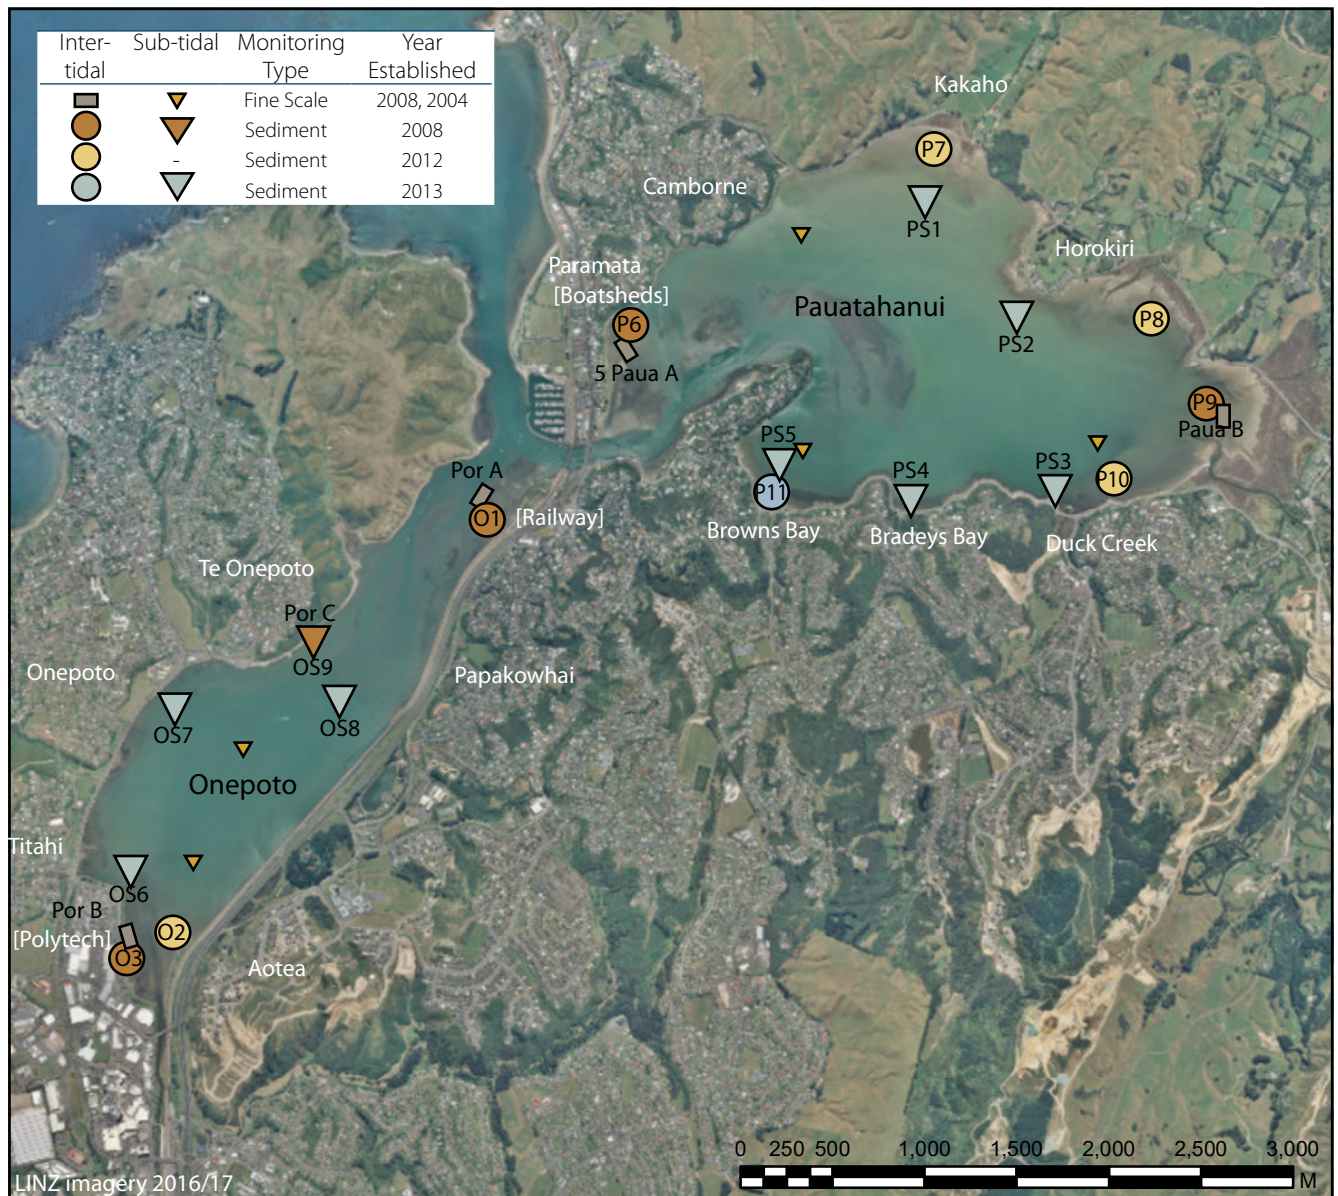 Inter- Sub-tidal Monitoring Year
tidal Type Established
Fine Scale 2008, 2004
Sediment 2008
- Sediment 2012
Sediment 2013
Kakaho
P7
Camborne
PS1
Horokiri
Paramata
[Boatsheds]
Pauatahanui
P6
P8
PS2
5 Paua A
P9
Paua B
PS5
Por A
PS4
PS3
P10
P11
O1
[Railway]
Browns Bay
Bradeys Bay
Duck Creek
Te Onepoto
Por C
OS9
Onepoto
Papakowhai
OS7
OS8
Onepoto
Titahi
OS6
Por B
[Polytech]
O2
O3
Aotea
0 250 500 1,000 1,500 2,000 2,500 3,000
M
LINZ imagery 2016/17